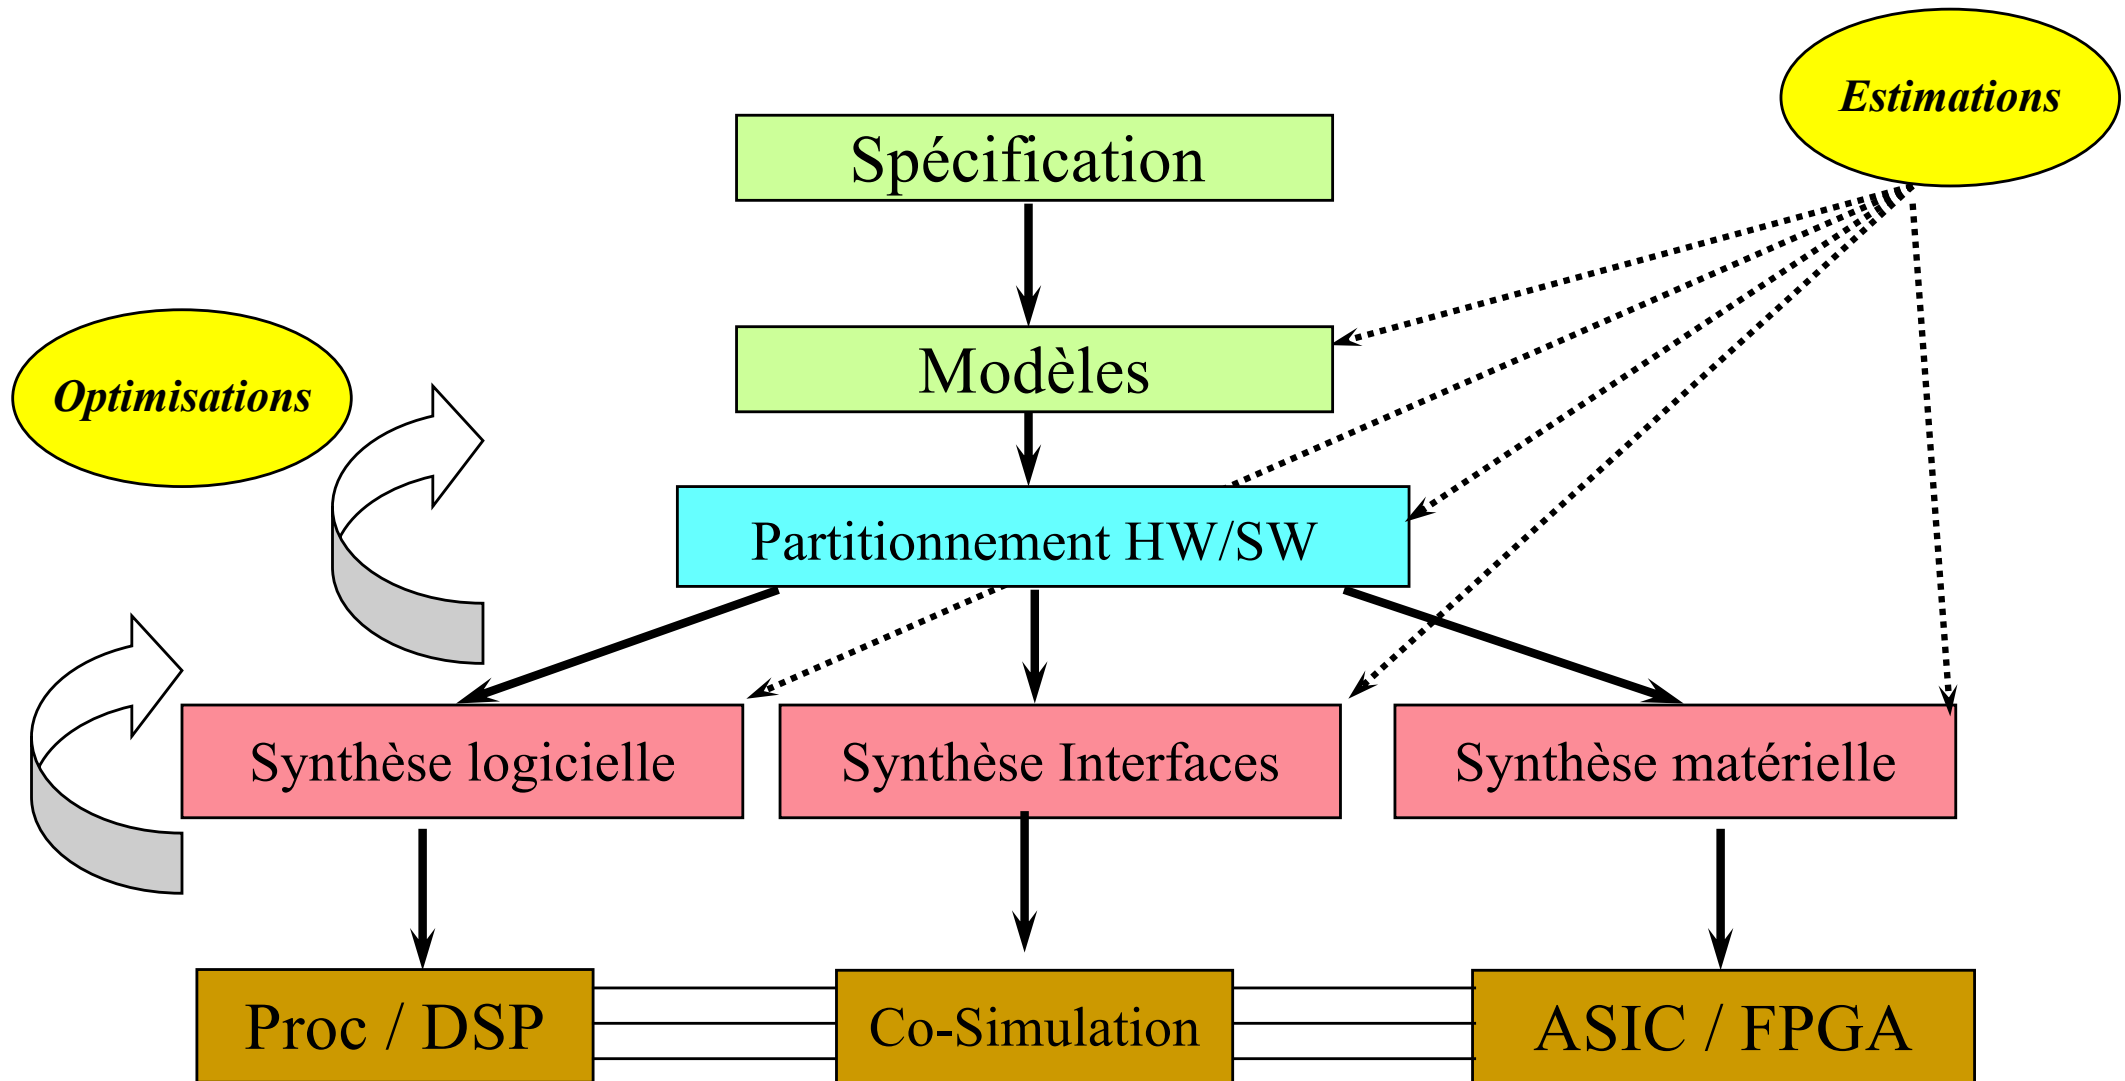 Estimations
Spécification
Modèles
Optimisations
Partitionnement HW/SW
Synthèse logicielle
Synthèse Interfaces
Synthèse matérielle
Proc / DSP
Co-Simulation
ASIC / FPGA